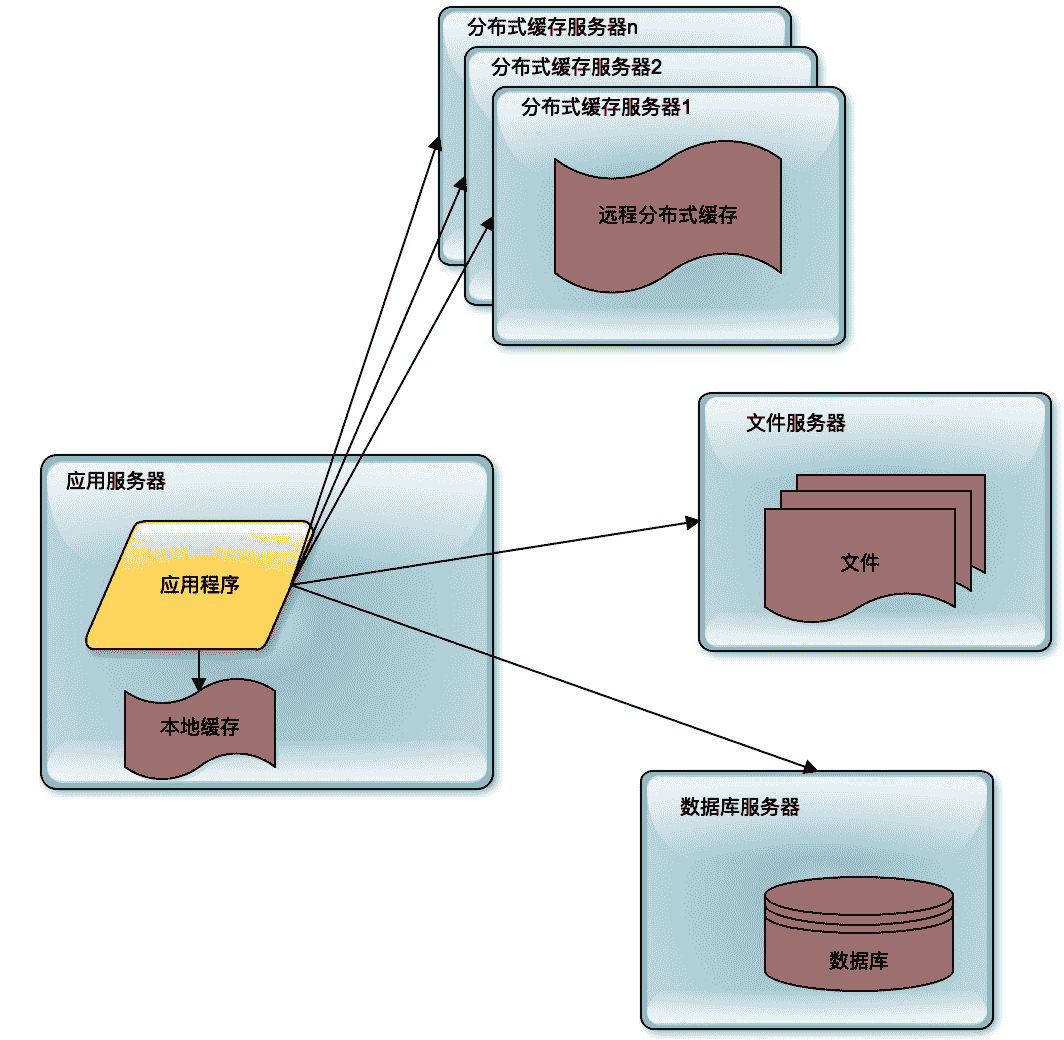 分布式缓存服务器n
分布式缓存服务器2
分布式缓存服务器1
远程分布式缓存
文件服务器
文件
应用服务器
应用程序
本地缓存
数据库服务器
数据库